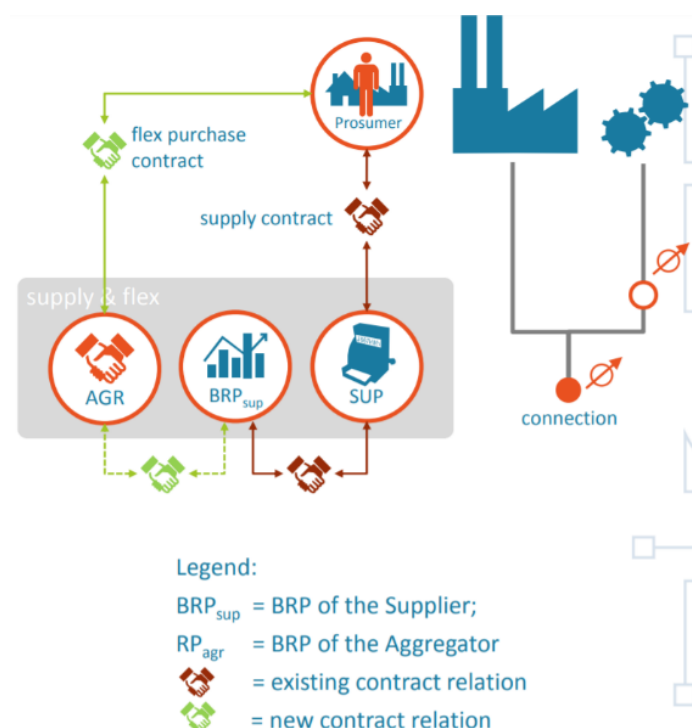 Prosumer
flex purchase
contract
supply contract
supply & flex
AGR
BRPsup
SUP
connection
Legend:
BRPsup = BRP of the Supplier;
RPagr = BRP of the Aggregator
= existing contract relation
= new contract relation